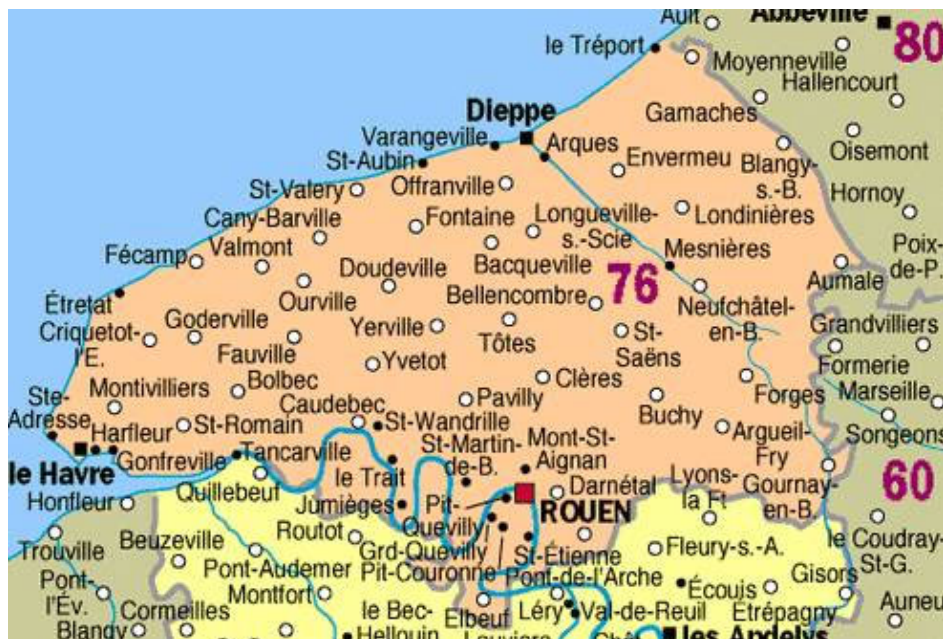 Ault
Abbeville
80
le Tréport
Moyenneville
Hallencourt
Dieppe
Gamaches
Varangeville
Arques
St-Aubin
Envermeu
Blangy-
s.-B.
Oisemont
St-Valery
Offranville
Hornoy
Cany-Barville
Fontaine
Longueville-
s.-Scie
Londinières
Fécamp
Valmont
Mesnières
Poix-
de-P.
Doudeville
Bacqueville
76
Aumale
Étretat
Ourville
Bellencombre
Neufchâtel-
en-B.
Criquetot-
l'E.
Goderville
Yerville
Tôtes
St-
Saëns
Grandvilliers
Fauville
Yvetot
Formerie
Montivilliers
Bolbec
Clères
Forges
Marseille
Ste-
Adresse
Caudebec
Pavilly
Buchy
Harfleur
St-Romain
St-Wandrille
Argueil-
Fry
Songeons
le Havre
Gonfreville
Tancarville
St-Martin-
de-B.
Mont-St-
Aignan
Honfleur
Quillebeuf
le Trait
Darnétal
Lyons-
la Ft
Gournay-
en-B.
60
Jumièges
Pit-
Quevilly
ROUEN
Trouville
Beuzeville
Routot
Grd-Quevilly
St-Étienne
Fleury-s.-A.
le Coudray-
St-G.
Pont-
l'Év.
Pont-Audemer
Pit-Couronne
Pont-de-l'Arche
Écouis
Gisors
Montfort
Cormeilles
le Bec-
Hellouin
Elbeuf
Léry
Val-de-Reuil
Étrépagny
Auneu
Blangy
Louviers
Chât
les Andelys